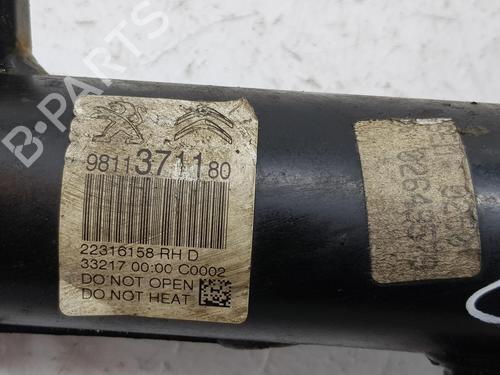 B-PARTS
9811371180
22316158 RH D
33217 00:00 C0002
DO NOT OPEN
DO NOT HEAT